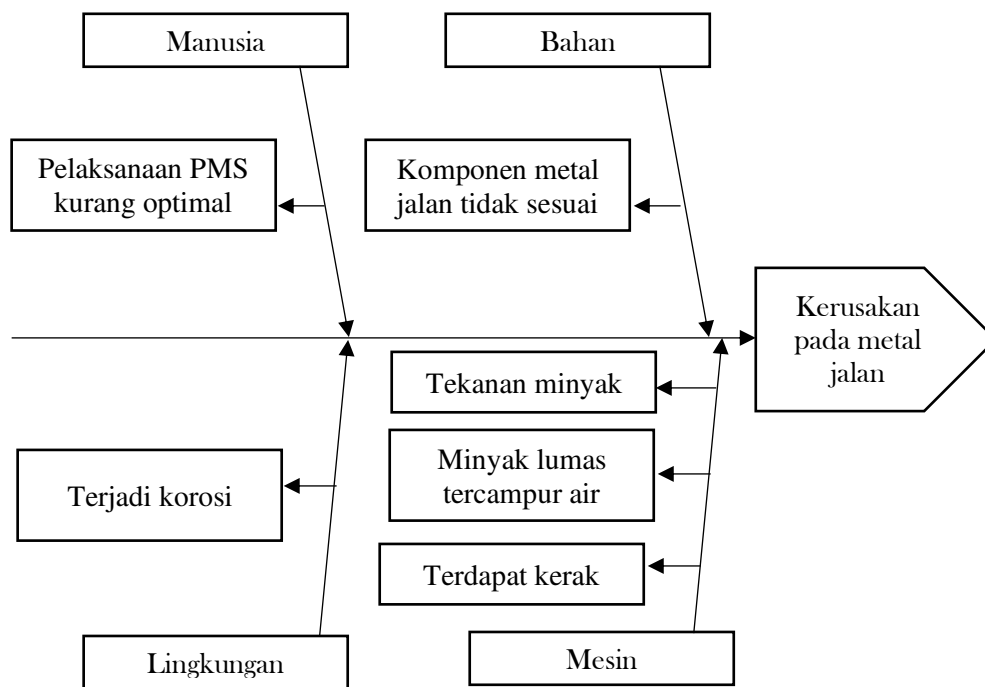 Manusia
Bahan
Pelaksanaan PMS
kurang optimal
Komponen metal
jalan tidak sesuai
Kerusakan
pada metal
jalan
Tekanan minyak
Minyak lumas
tercampur air
Terjadi korosi
Terdapat kerak
Lingkungan
Mesin